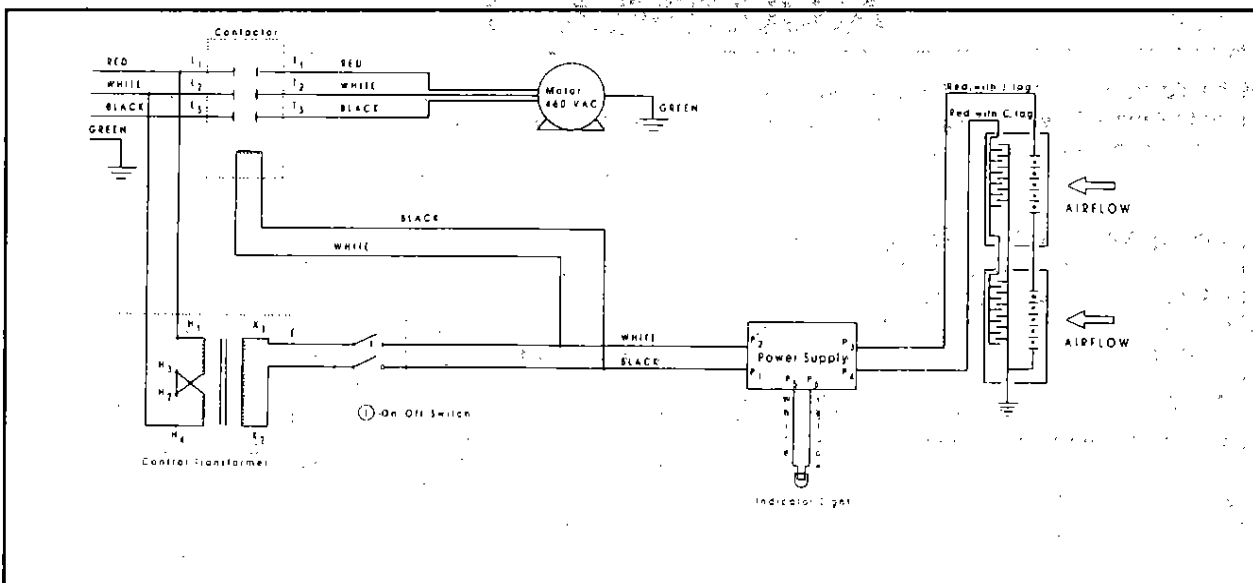 Contactor
RED L1 T1 RED
WHITE L2 T2 WHITE
BLACK L3 T3 BLACK
GREEN
Motor
460 VAC
GREEN
Red with I tag
Red with C tag
AIRFLOW
BLACK
WHITE
AIRFLOW
H1 X1
H3
H2
H4 X2
Control Transformer
1 On Off Switch
WHITE
BLACK
P2 P3
Power Supply
P1 P4
P5 P6
White
Indicator Light